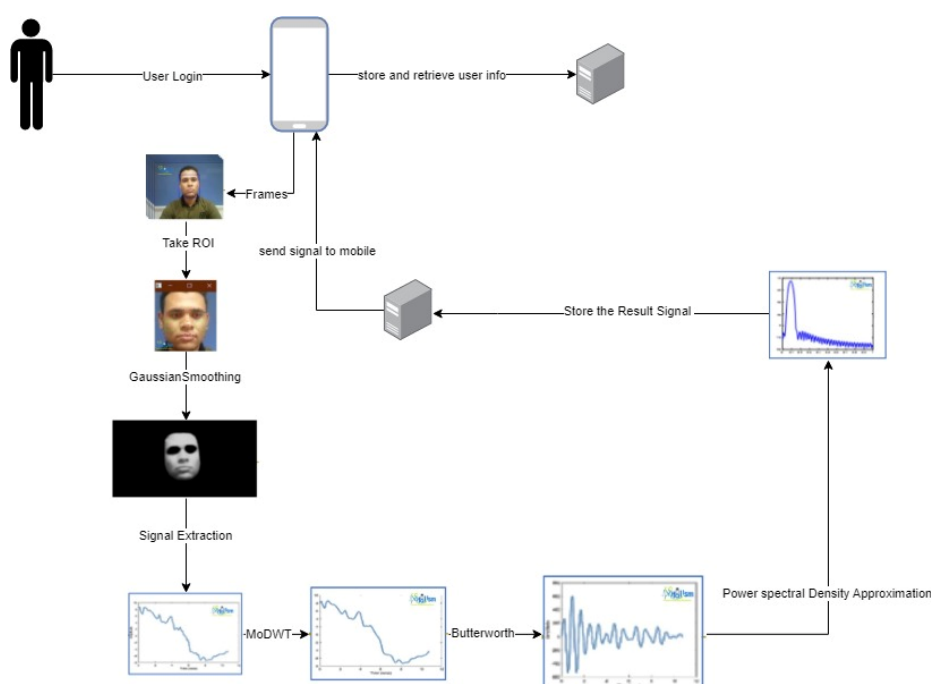 User Login
store and retrieve user info
Frames
Take ROI
send signal to mobile
Store the Result Signal
GaussianSmoothing
Signal Extraction
MoDWT
Butterworth
Power spectral Density Approximation